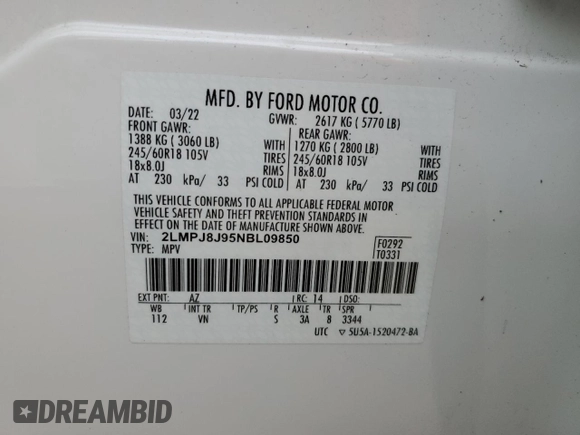 MFD. BY FORD MOTOR CO.
DATE: 03/22 GVWR: 2617 KG ( 5770 LB)
FRONT GAWR: REAR GAWR:
1388 KG ( 3060 LB) WITH 1270 KG ( 2800 LB) WITH
245/60R18 105V TIRES 245/60R18 105V TIRES
18x8.0J RIMS 18x8.0J RIMS
AT 230 kPa/ 33 PSI COLD AT 230 kPa/ 33 PSI COLD
THIS VEHICLE CONFORMS TO ALL APPLICABLE FEDERAL MOTOR
VEHICLE SAFETY AND THEFT PREVENTION STANDARDS IN
EFFECT ON THE DATE OF MANUFACTURE SHOWN ABOVE.
VIN: 2LMPJ8J95NBL09850 F0292
TYPE: MPV T0331
EXT PNT: AZ RC: 14 DSO:
WB INT TR TP/PS R AXLE TR SPR
112 VN S 3A 8 3344
UTC ▽ 5U5A-1520472-BA
DREAMBID